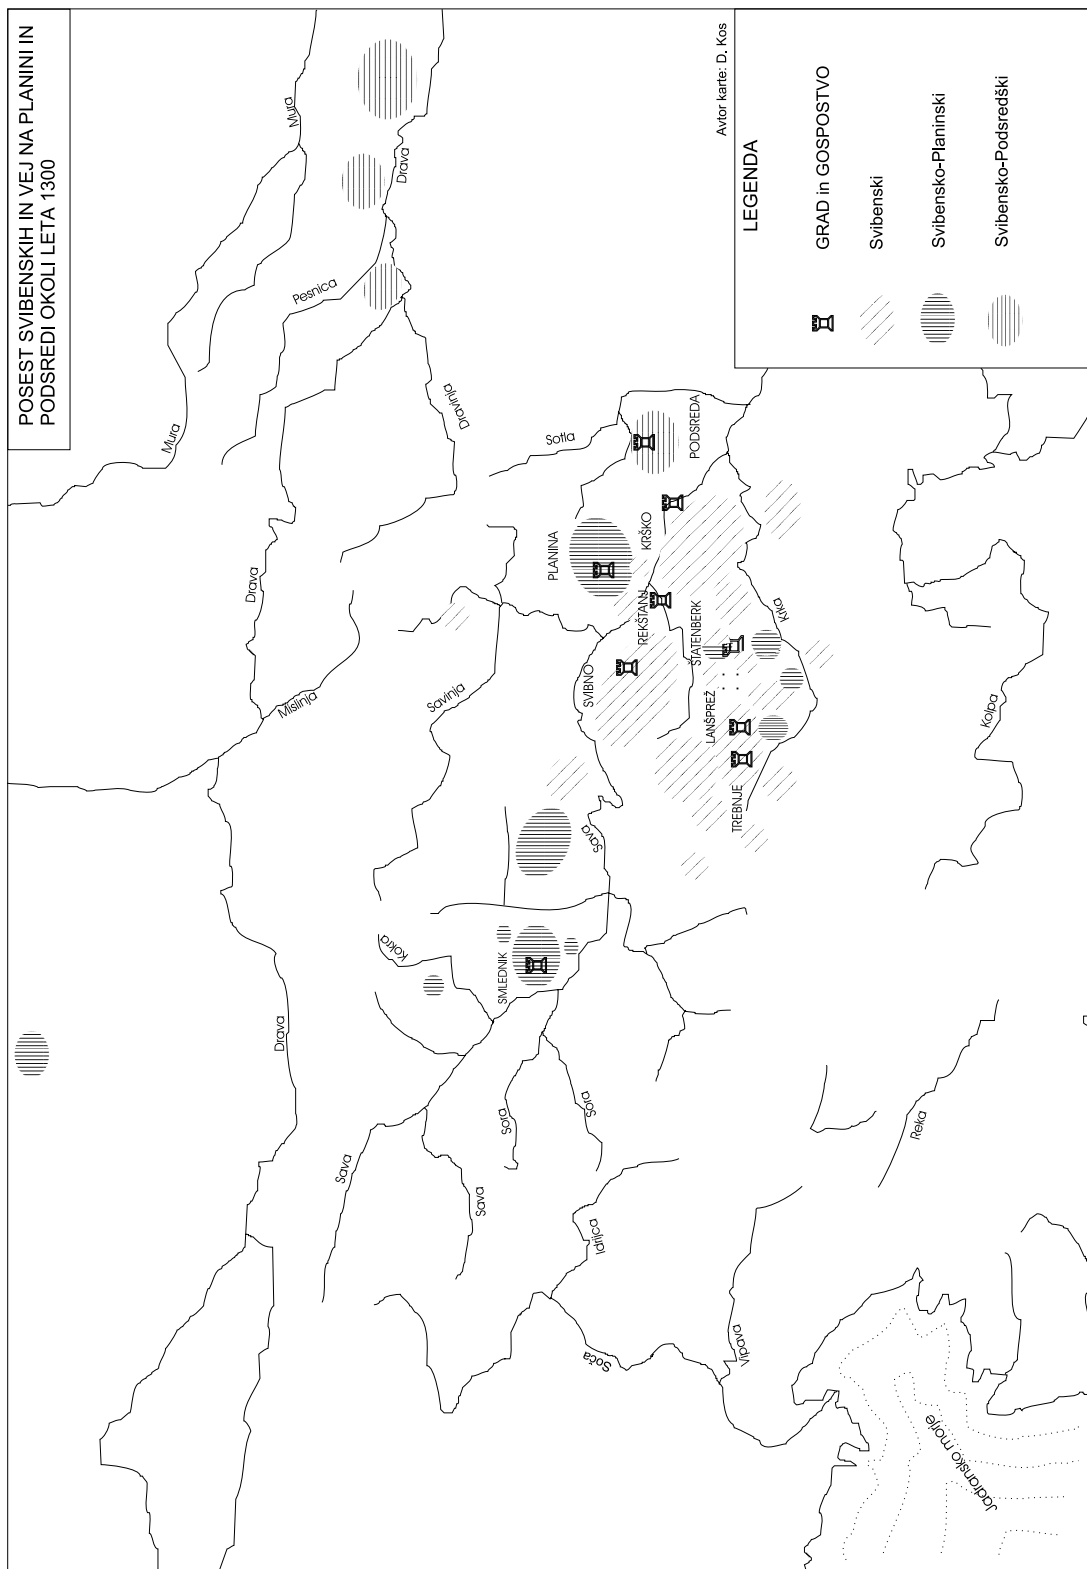 POSEST SVIBENSKIH IN VEJ NA PLANINI IN
PODSREDI OKOLI LETA 1300
Avtor karte: D. Kos
LEGENDA
GRAD in GOSPOSTVO
Svibenski
Svibensko-Planinski
Svibensko-Podsredški
Mura
Mura
Drava
Pesnica
Dravinja
Drava
Mislinja
Savinja
Sotla
PODSREDA
KRŠKO
PLANINA
REKŠTANJ
ŠTATENBERK
SVIBNO
LANŠPREŽ
TREBNJE
Krka
Kolpa
Sava
Kokra
SMLEDNIK
Drava
Sora
Sora
Sava
Sava
Idrijca
Reka
Soča
Vipava
Jadransko morje